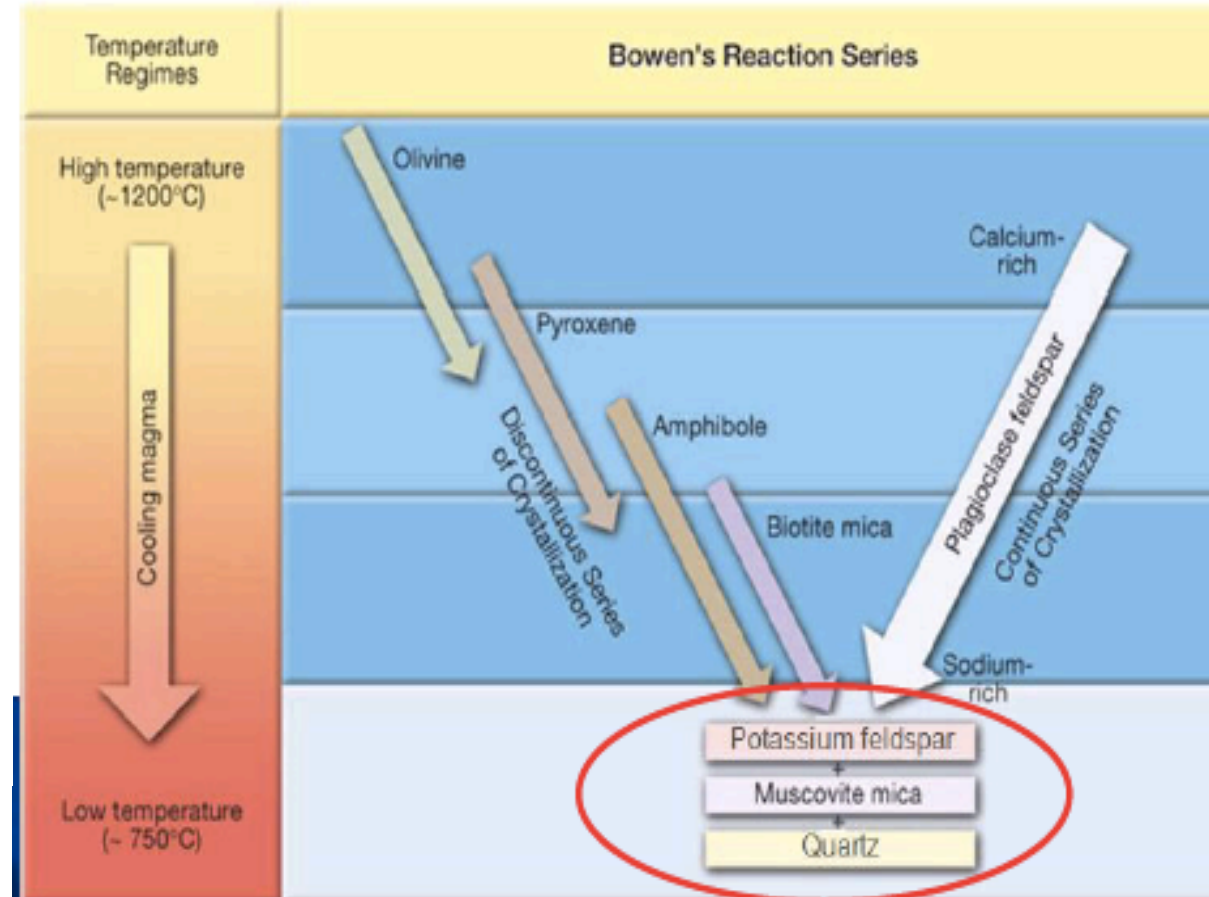 Temperature
Regimes
Bowen's Reaction Series
High temperature
(~1200°C)
Cooling magma
Low temperature
(~ 750°C)
Olivine
Pyroxene
Amphibole
Biotite mica
Discontinuous Series
of Crystallization
Calcium-
rich
Plagioclase feldspar
Continuous Series
of Crystallization
Sodium-
rich
Potassium feldspar
+
Muscovite mica
+
Quartz